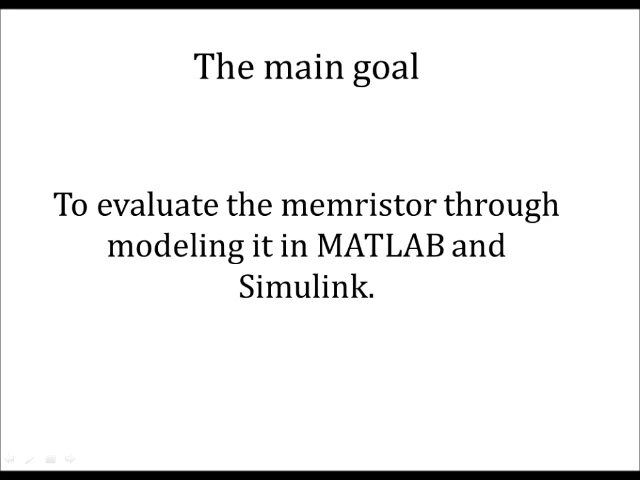 The main goal
To evaluate the memristor through
modeling it in MATLAB and
Simulink.